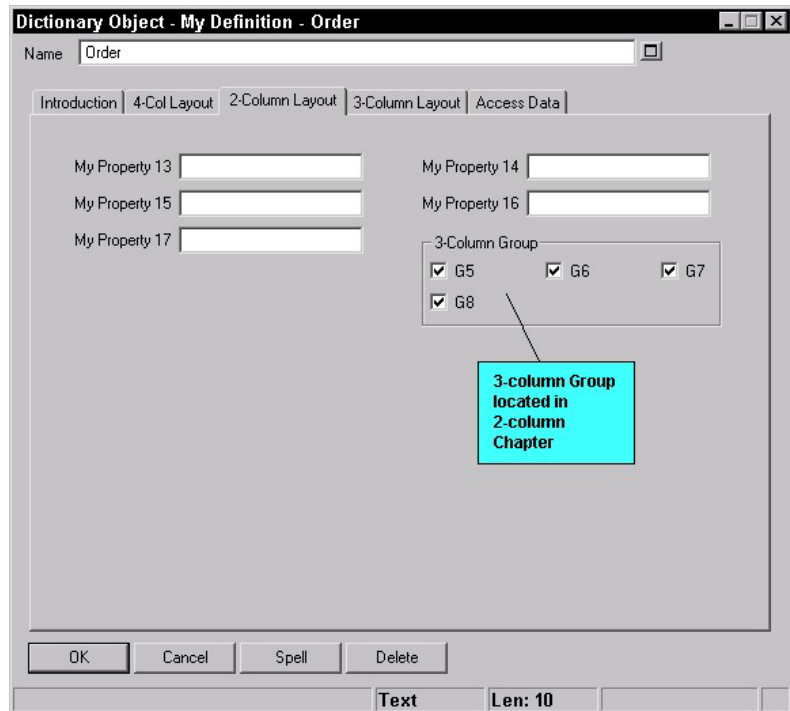 Dictionary Object - My Definition - Order
Name Order
Introduction 4-Col Layout 2-Column Layout 3-Column Layout Access Data
My Property 13 My Property 14
My Property 15 My Property 16
My Property 17
3-Column Group
G5 G6 G7
G8
3-column Group
located in
2-column
Chapter
OK Cancel Spell Delete
Text Len: 10